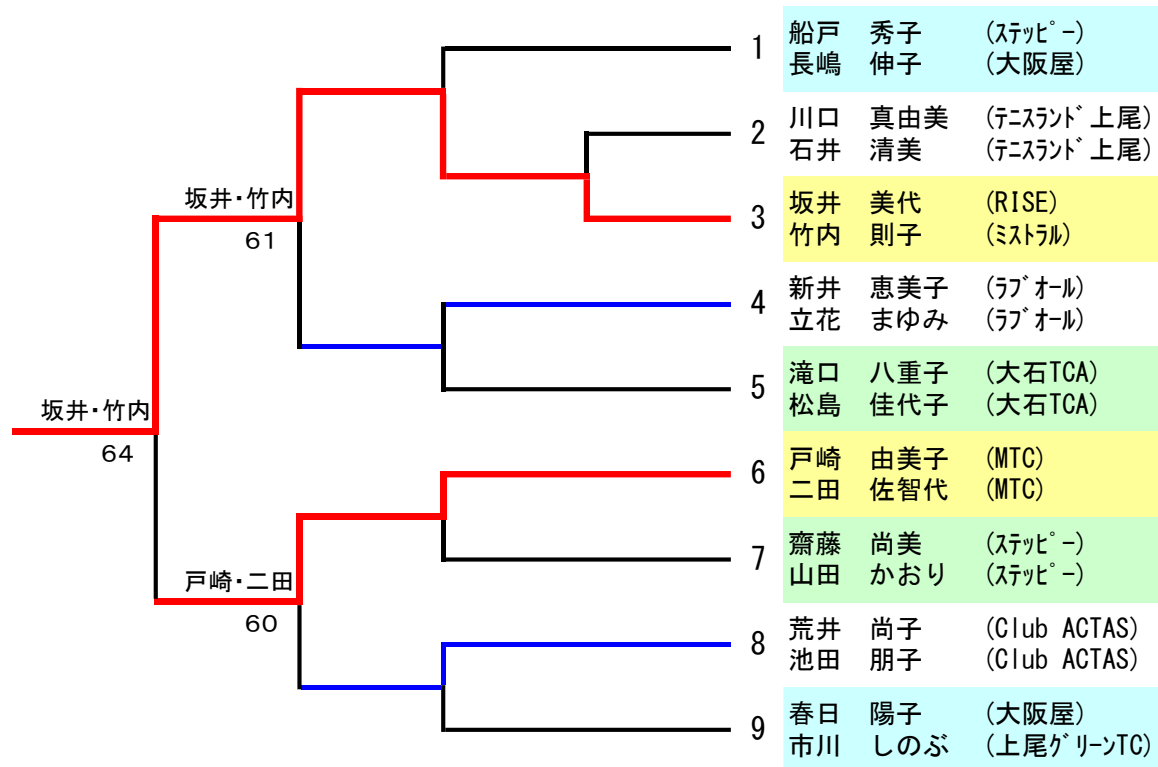 1 船戸 秀子 (ｽﾃｯﾋﾟｰ)
長嶋 伸子 (大阪屋)
2 川口 真由美 (ﾃﾆｽﾗﾝﾄﾞ上尾)
石井 清美 (ﾃﾆｽﾗﾝﾄﾞ上尾)
坂井・竹内
61
3 坂井 美代 (RISE)
竹内 則子 (ﾐｽﾄﾗﾙ)
4 新井 恵美子 (ﾗﾌﾞｵｰﾙ)
立花 まゆみ (ﾗﾌﾞｵｰﾙ)
5 滝口 八重子 (大石TCA)
松島 佳代子 (大石TCA)
坂井・竹内
64
6 戸崎 由美子 (MTC)
二田 佐智代 (MTC)
7 齋藤 尚美 (ｽﾃｯﾋﾟｰ)
山田 かおり (ｽﾃｯﾋﾟｰ)
戸崎・二田
60
8 荒井 尚子 (Club ACTAS)
池田 朋子 (Club ACTAS)
9 春日 陽子 (大阪屋)
市川 しのぶ (上尾ｸﾞﾘｰﾝTC)